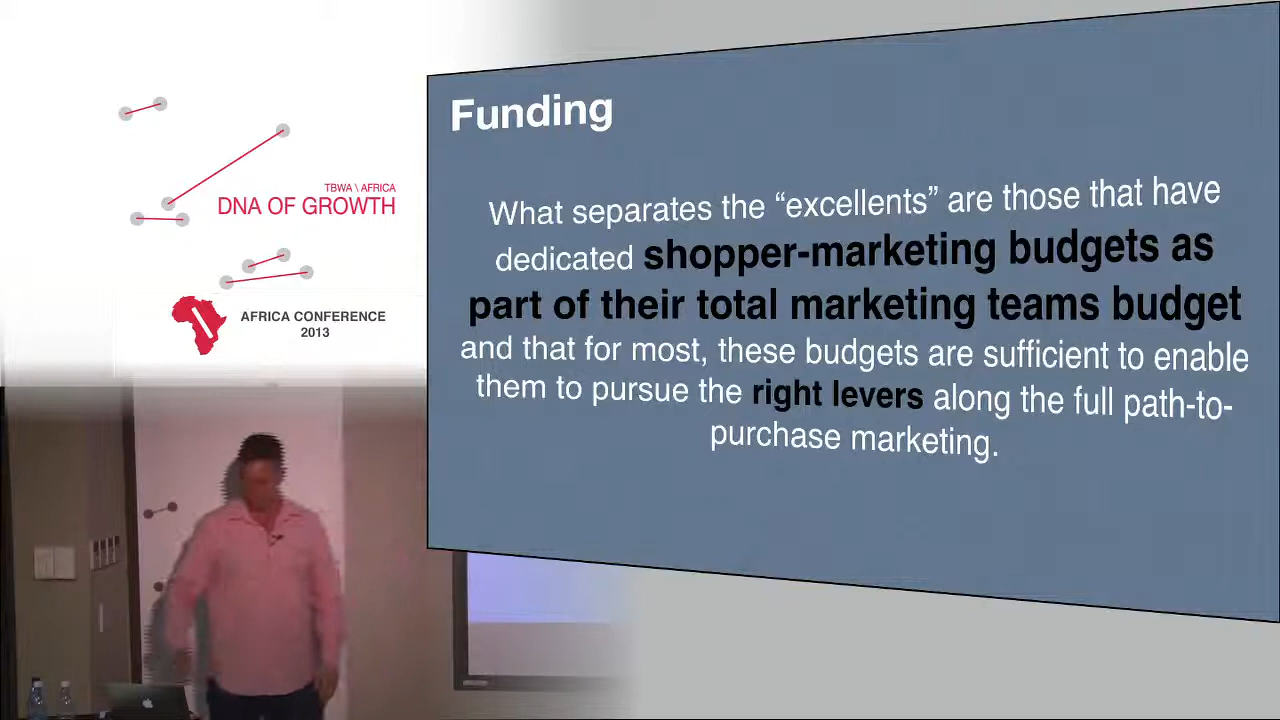 TBWA \ AFRICA
DNA OF GROWTH
AFRICA CONFERENCE
2013
Funding
What separates the “excellents” are those that have
dedicated shopper-marketing budgets as
part of their total marketing teams budget
and that for most, these budgets are sufficient to enable
them to pursue the right levers along the full path-to-
purchase marketing.